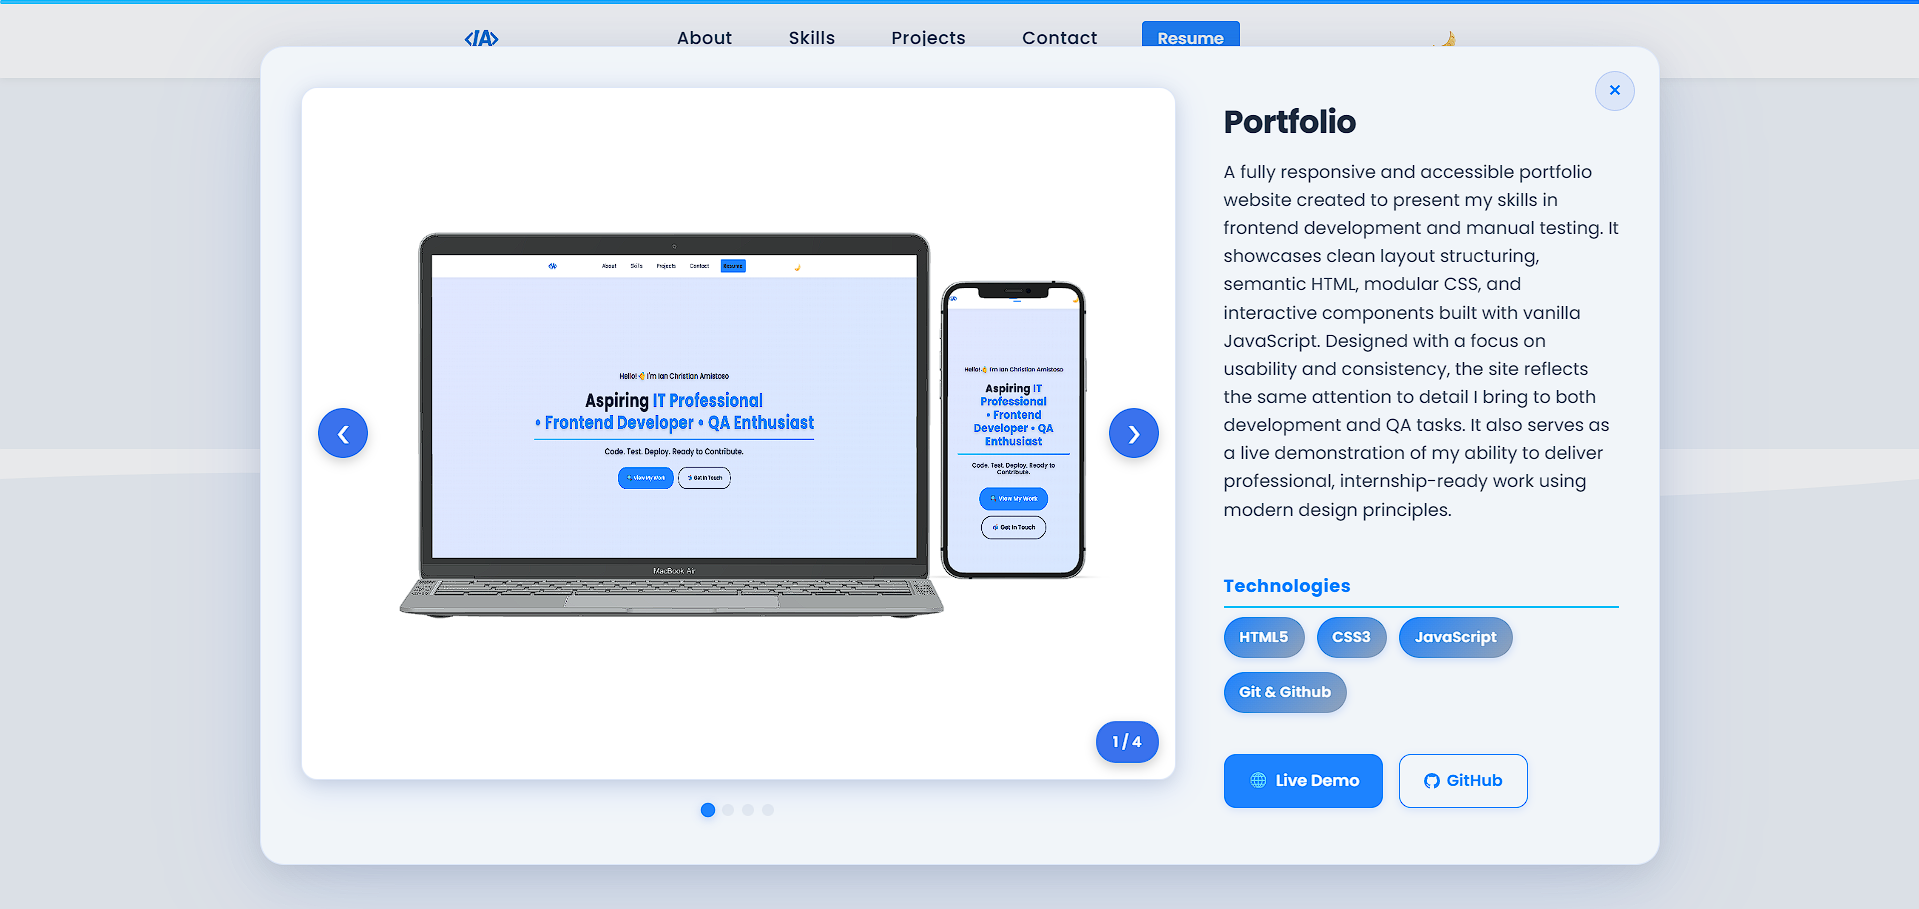 </A>
About
Skills
Projects
Contact
Resume
✕
About
Skills
Projects
Contact
Resume
Hello! I'm Ian Christian Amistoso
Aspiring IT Professional
• Frontend Developer • QA Enthusiast
Code. Test. Deploy. Ready to Contribute.
View My Work
Get In Touch
MacBook Air
Hello! I'm Ian Christian Amistoso
Aspiring IT
Professional
• Frontend
Developer • QA
Enthusiast
Code. Test. Deploy. Ready to
Contribute.
View My Work
Get In Touch
❮
❯
1 / 4
Portfolio
A fully responsive and accessible portfolio
website created to present my skills in
frontend development and manual testing. It
showcases clean layout structuring,
semantic HTML, modular CSS, and
interactive components built with vanilla
JavaScript. Designed with a focus on
usability and consistency, the site reflects
the same attention to detail I bring to both
development and QA tasks. It also serves as
a live demonstration of my ability to deliver
professional, internship-ready work using
modern design principles.
Technologies
HTML5
CSS3
JavaScript
Git & Github
Live Demo
GitHub